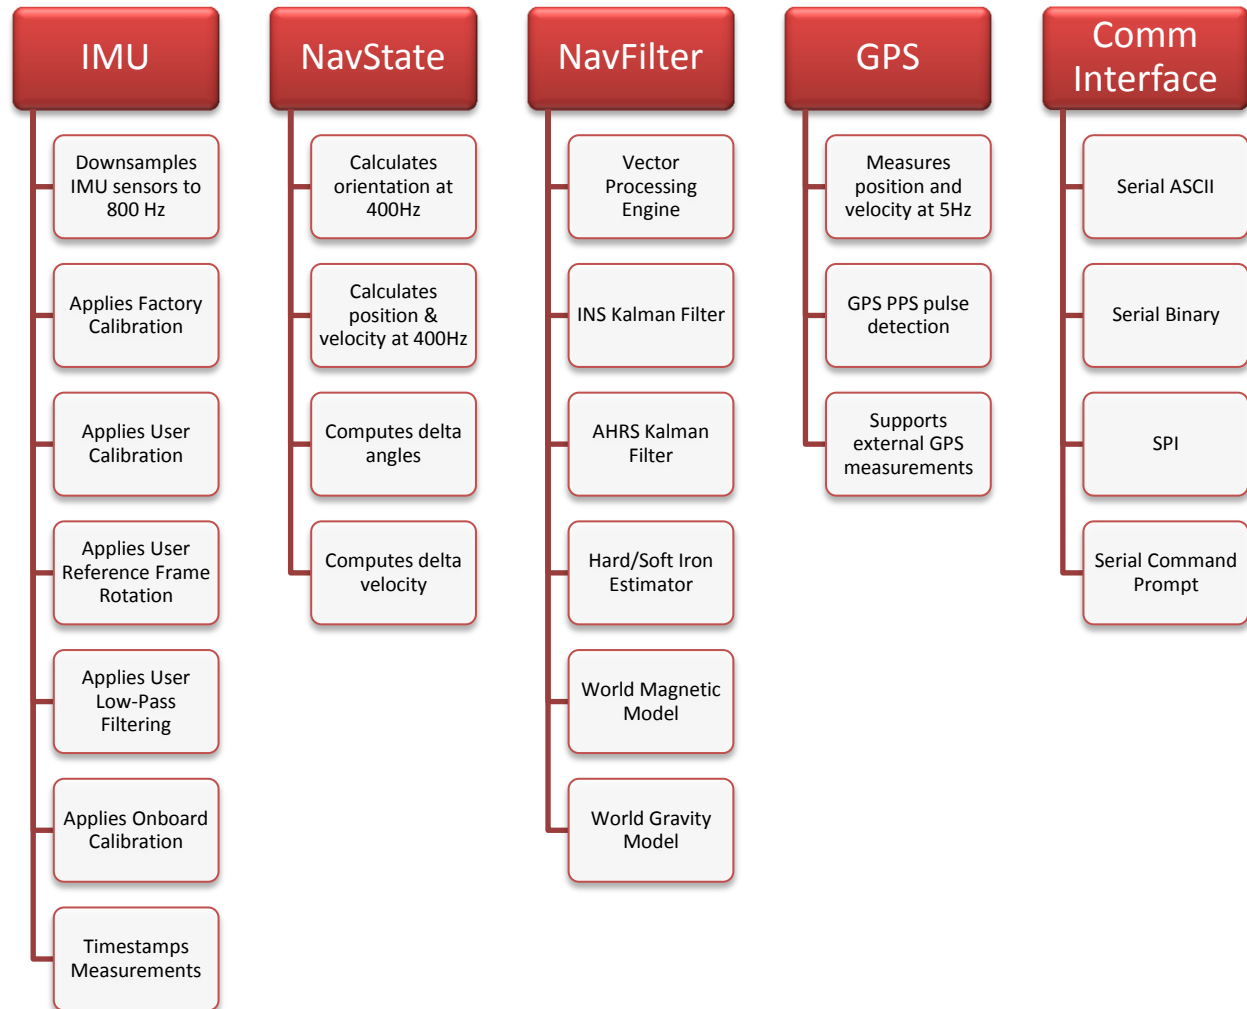 IMU
Downsamples
IMU sensors to
800 Hz
Applies Factory
Calibration
Applies User
Calibration
Applies User
Reference Frame
Rotation
Applies User
Low-Pass
Filtering
Applies Onboard
Calibration
Timestamps
Measurements
NavState
Calculates
orientation at
400Hz
Calculates
position &
velocity at 400Hz
Computes delta
angles
Computes delta
velocity
NavFilter
Vector
Processing
Engine
INS Kalman Filter
AHRS Kalman
Filter
Hard/Soft Iron
Estimator
World Magnetic
Model
World Gravity
Model
GPS
Measures
position and
velocity at 5Hz
GPS PPS pulse
detection
Supports
external GPS
measurements
Comm
Interface
Serial ASCII
Serial Binary
SPI
Serial Command
Prompt